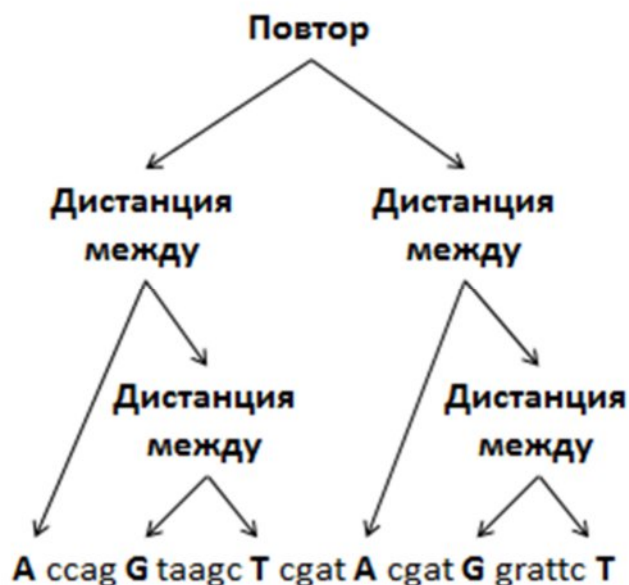 Повтор
Дистанция между
Дистанция между
Дистанция между
Дистанция между
A ccag G taagc T cgat A cgat G grattc T